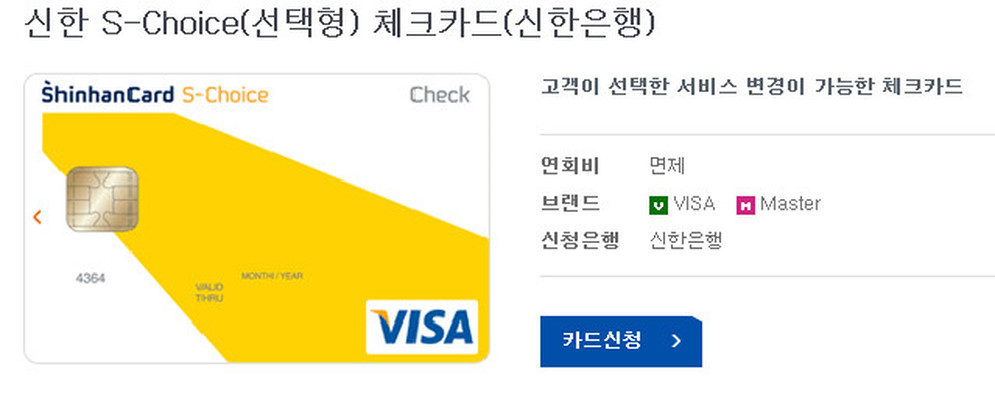 신한 S-Choice(선택형) 체크카드(신한은행)
ShinhanCard S-Choice Check
4364
MONTH / YEAR
VALID
THRU
VISA
고객이 선택한 서비스 변경이 가능한 체크카드
연회비 면제
브랜드 V VISA M Master
신청은행 신한은행
카드신청 >